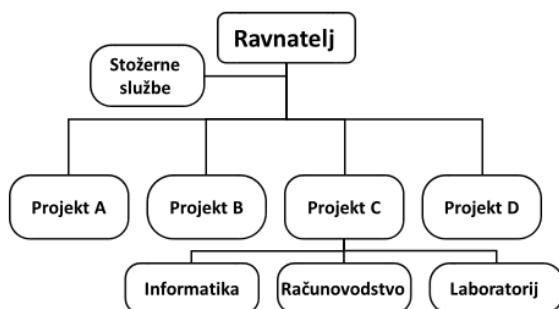 Ravnatelj
Stožerne
službe
Projekt A
Projekt B
Projekt C
Projekt D
Informatika
Računovodstvo
Laboratorij